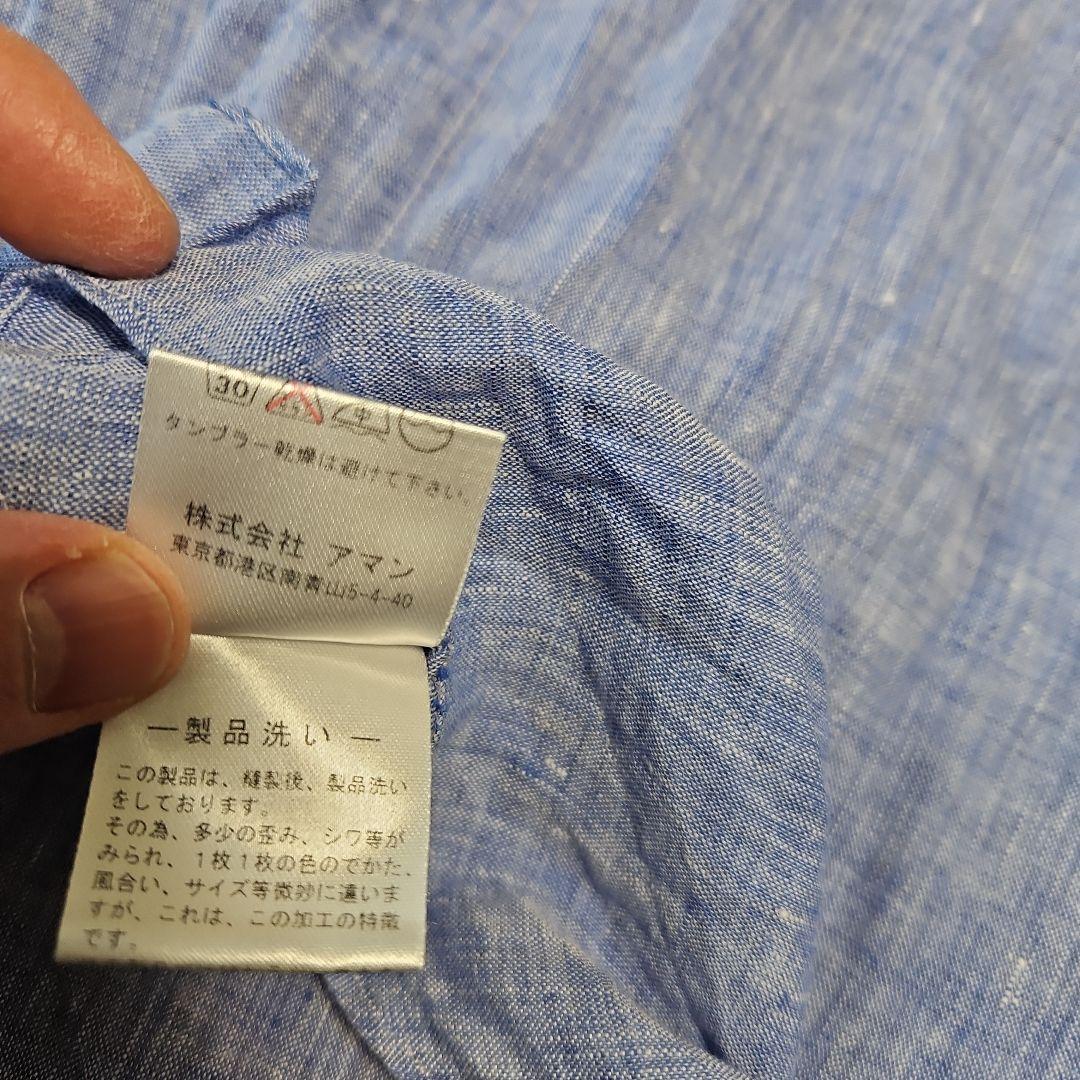 30
タンブラー乾燥は避けて下さい。
株式会社 アマン
東京都港区南青山5-4-40
—製品洗い—
この製品は、縫製後、製品洗い
をしております。
その為、多少の歪み、シワ等が
みられ、1枚1枚の色のでかた、
風合い、サイズ等微妙に違いま
すが、これは、この加工の特徴
です。